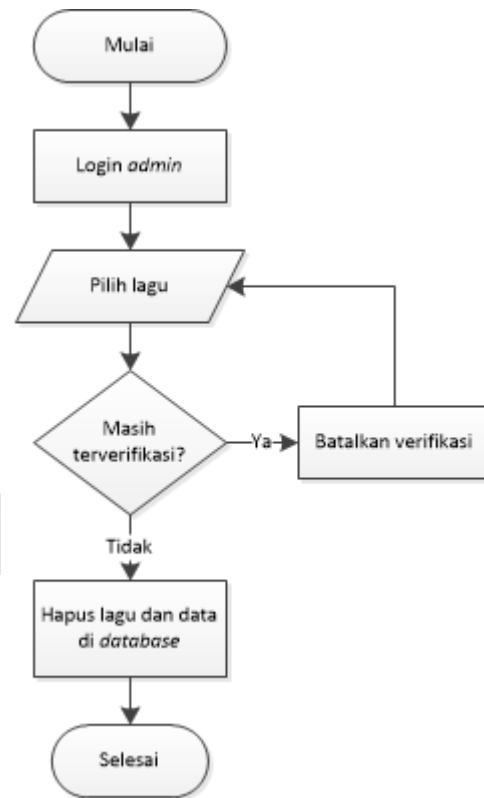 Mulai
Login admin
Pilih lagu
Masih
terverifikasi?
Ya
Batalkan verifikasi
Tidak
Hapus lagu dan data
di database
Selesai